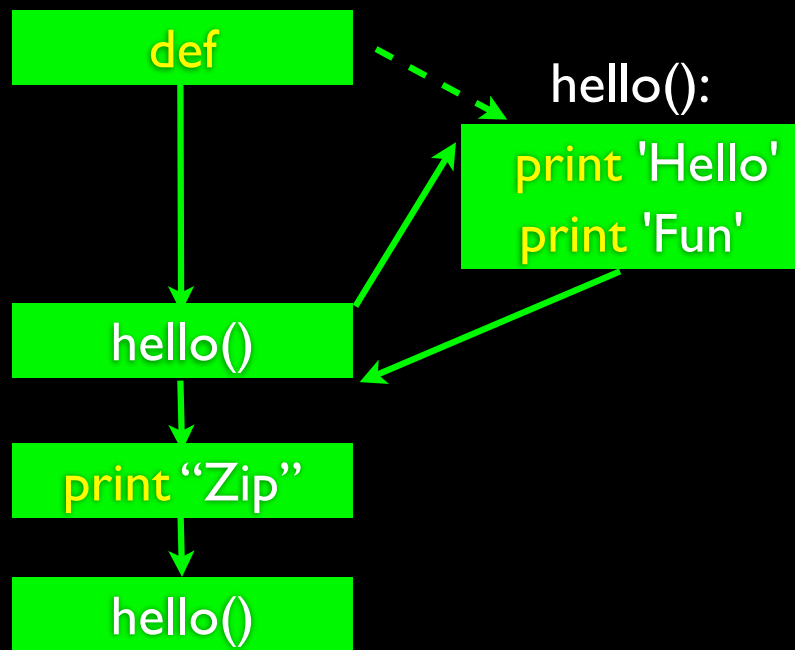 def
hello():
print 'Hello'
print 'Fun'
hello()
print “Zip”
hello()